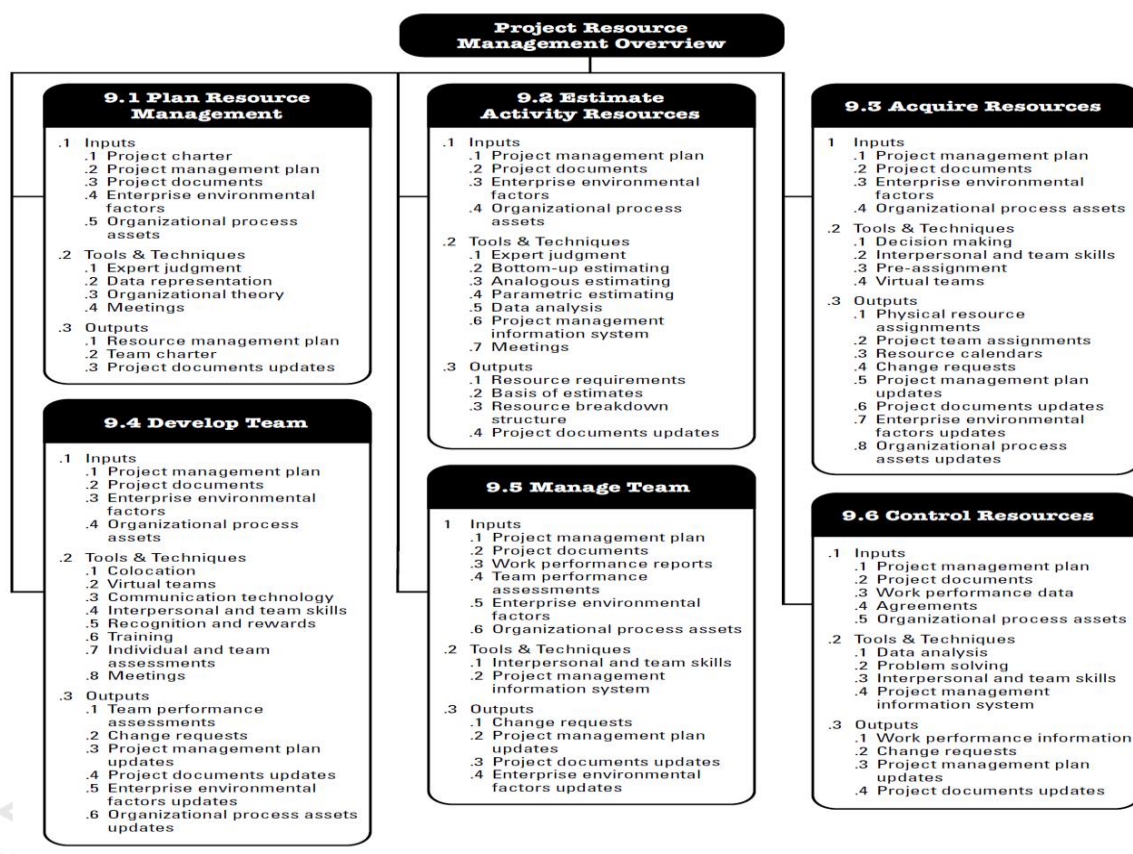 Project Resource
Management Overview
9.1 Plan Resource
Management
.1 Inputs
.1 Project charter
.2 Project management plan
.3 Project documents
.4 Enterprise environmental
factors
.5 Organizational process
assets
.2 Tools & Techniques
.1 Expert judgment
.2 Data representation
.3 Organizational theory
.4 Meetings
.3 Outputs
.1 Resource management plan
.2 Team charter
.3 Project documents updates
9.2 Estimate
Activity Resources
.1 Inputs
.1 Project management plan
.2 Project documents
.3 Enterprise environmental
factors
.4 Organizational process
assets
.2 Tools & Techniques
.1 Expert judgment
.2 Bottom-up estimating
.3 Analogous estimating
.4 Parametric estimating
.5 Data analysis
.6 Project management
information system
.7 Meetings
.3 Outputs
.1 Resource requirements
.2 Basis of estimates
.3 Resource breakdown
structure
.4 Project documents updates
9.3 Acquire Resources
1 Inputs
.1 Project management plan
.2 Project documents
.3 Enterprise environmental
factors
.4 Organizational process assets
.2 Tools & Techniques
.1 Decision making
.2 Interpersonal and team skills
.3 Pre-assignment
.4 Virtual teams
.3 Outputs
.1 Physical resource
assignments
.2 Project team assignments
.3 Resource calendars
.4 Change requests
.5 Project management plan
updates
.6 Project documents updates
.7 Enterprise environmental
factors updates
.8 Organizational process
assets updates
9.4 Develop Team
.1 Inputs
.1 Project management plan
.2 Project documents
.3 Enterprise environmental
factors
.4 Organizational process
assets
.2 Tools & Techniques
.1 Colocation
.2 Virtual teams
.3 Communication technology
.4 Interpersonal and team skills
.5 Recognition and rewards
.6 Training
.7 Individual and team
assessments
.8 Meetings
.3 Outputs
.1 Team performance
assessments
.2 Change requests
.3 Project management plan
updates
.4 Project documents updates
.5 Enterprise environmental
factors updates
.6 Organizational process assets
updates
9.5 Manage Team
1 Inputs
.1 Project management plan
.2 Project documents
.3 Work performance reports
.4 Team performance
assessments
.5 Enterprise environmental
factors
.6 Organizational process assets
.2 Tools & Techniques
.1 Interpersonal and team skills
.2 Project management
information system
.3 Outputs
.1 Change requests
.2 Project management plan
updates
.3 Project documents updates
.4 Enterprise environmental
factors updates
9.6 Control Resources
.1 Inputs
.1 Project management plan
.2 Project documents
.3 Work performance data
.4 Agreements
.5 Organizational process assets
.2 Tools & Techniques
.1 Data analysis
.2 Problem solving
.3 Interpersonal and team skills
.4 Project management
information system
.3 Outputs
.1 Work performance information
.2 Change requests
.3 Project management plan
updates
.4 Project documents updates